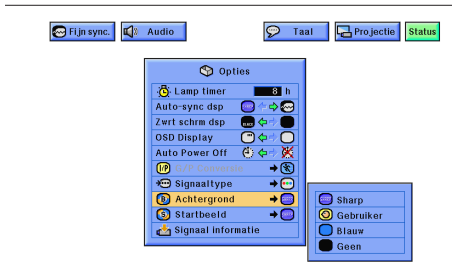 Fijn sync.
Audio
Taal
Projectie
Status
Opties
Lamp timer 8 h
Auto-sync dsp
Zwrt schrm dsp
BLACK
OSD Display
Auto Power Off
I/P
Signaaltype
B Achtergrond
S Startbeeld
Signaal informatie
Sharp
Gebruiker
Blauw
Geen